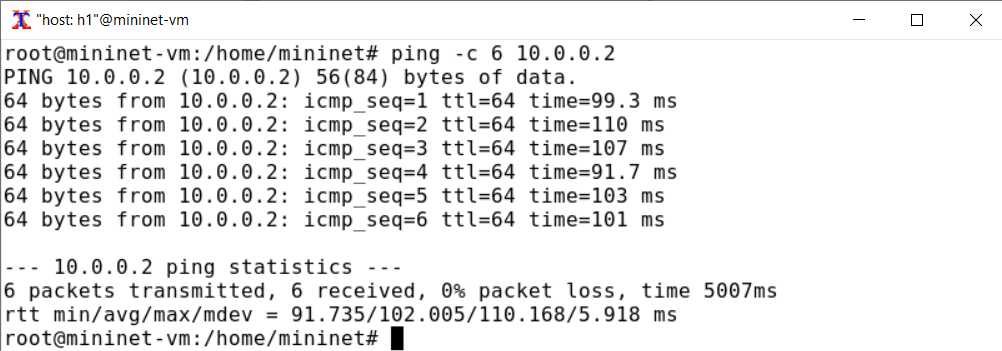 "host: h1"@mininet-vm
root@mininet-vm:/home/mininet# ping -c 6 10.0.0.2
PING 10.0.0.2 (10.0.0.2) 56(84) bytes of data.
64 bytes from 10.0.0.2: icmp_seq=1 ttl=64 time=99.3 ms
64 bytes from 10.0.0.2: icmp_seq=2 ttl=64 time=110 ms
64 bytes from 10.0.0.2: icmp_seq=3 ttl=64 time=107 ms
64 bytes from 10.0.0.2: icmp_seq=4 ttl=64 time=91.7 ms
64 bytes from 10.0.0.2: icmp_seq=5 ttl=64 time=103 ms
64 bytes from 10.0.0.2: icmp_seq=6 ttl=64 time=101 ms
--- 10.0.0.2 ping statistics ---
6 packets transmitted, 6 received, 0% packet loss, time 5007ms
rtt min/avg/max/mdev = 91.735/102.005/110.168/5.918 ms
root@mininet-vm:/home/mininet#